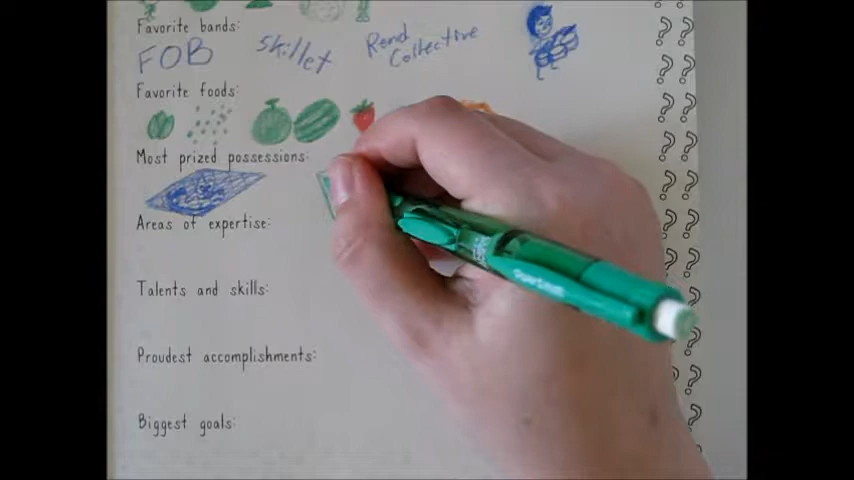 Favorite bands:
FOB Skillet Rend Collective
Favorite foods:
Most prized possessions:
Areas of expertise:
Talents and skills:
Proudest accomplishments:
Biggest goals: